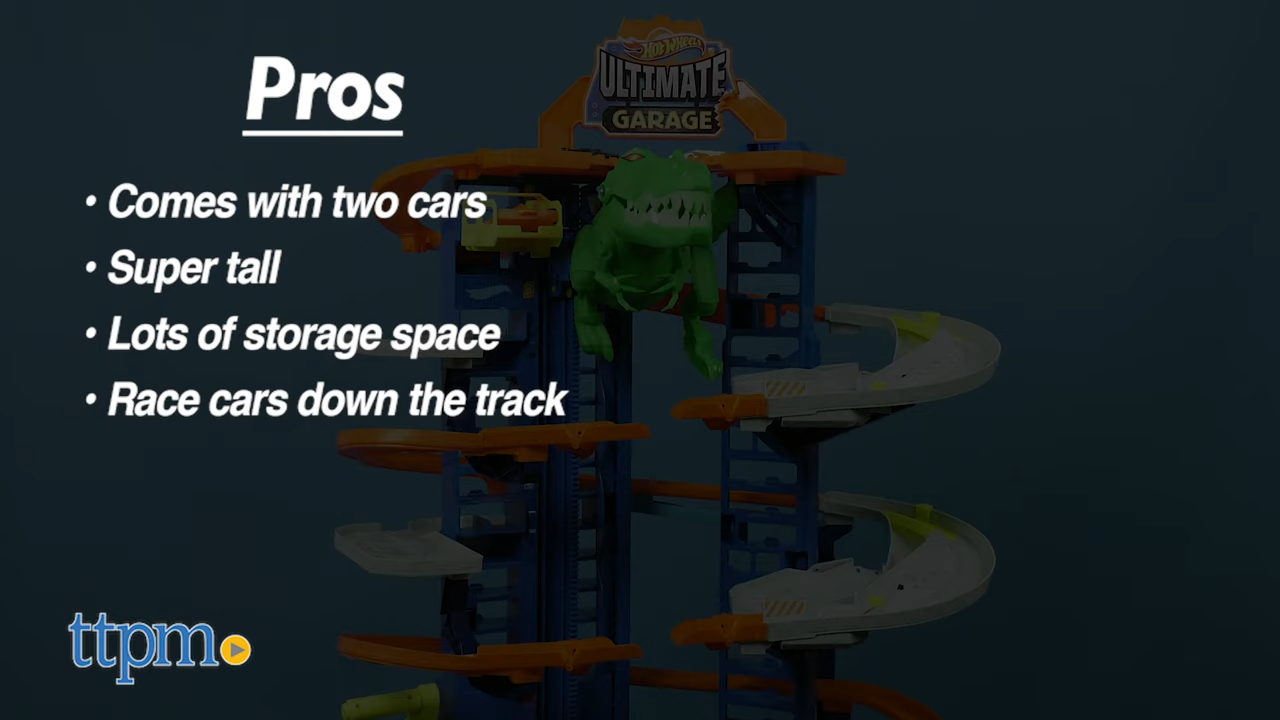 Pros
• Comes with two cars
• Super tall
• Lots of storage space
• Race cars down the track
HOT WHEELS
ULTIMATE
GARAGE
ttpm